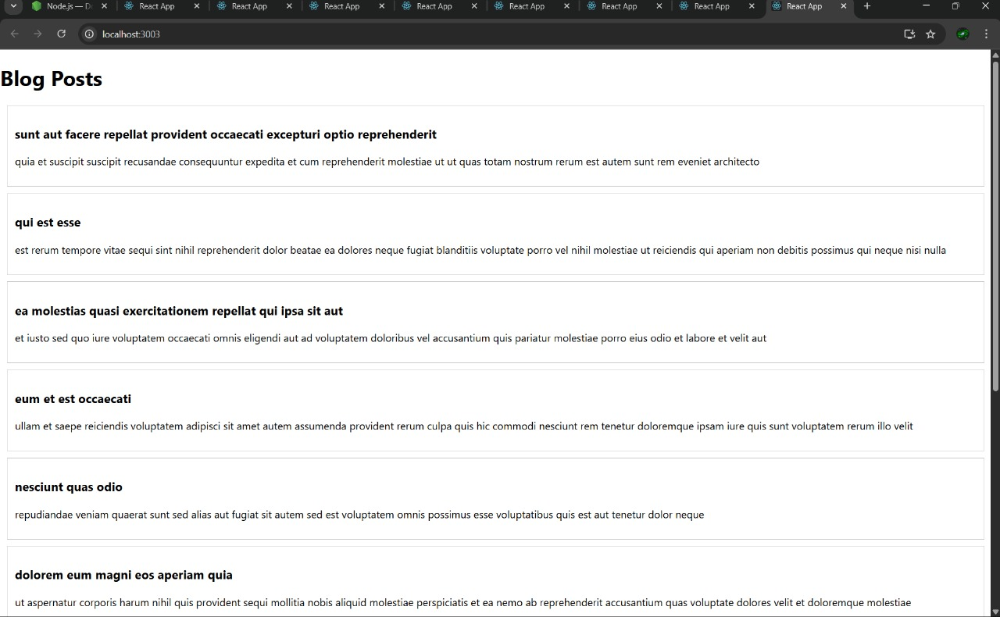 Node.js — D
React App
React App
React App
React App
React App
React App
React App
React App
localhost:3003
Blog Posts
sunt aut facere repellat provident occaecati excepturi optio reprehenderit
quia et suscipit suscipit recusandae consequuntur expedita et cum reprehenderit molestiae ut ut quas totam nostrum rerum est autem sunt rem eveniet architecto
qui est esse
est rerum tempore vitae sequi sint nihil reprehenderit dolor beatae ea dolores neque fugiat blanditiis voluptate porro vel nihil molestiae ut reiciendis qui aperiam non debitis possimus qui neque nisi nulla
ea molestias quasi exercitationem repellat qui ipsa sit aut
et iusto sed quo iure voluptatem occaecati omnis eligendi aut ad voluptatem doloribus vel accusantium quis pariatur molestiae porro eius odio et labore et velit aut
eum et est occaecati
ullam et saepe reiciendis voluptatem adipisci sit amet autem assumenda provident rerum culpa quis hic commodi nesciunt rem tenetur doloremque ipsam iure quis sunt voluptatem rerum illo velit
nesciunt quas odio
repudiandae veniam quaerat sunt sed alias aut fugiat sit autem sed est voluptatem omnis possimus esse voluptatibus quis est aut tenetur dolor neque
dolorem eum magni eos aperiam quia
ut aspernatur corporis harum nihil quis provident sequi mollitia nobis aliquid molestiae perspiciatis et ea nemo ab reprehenderit accusantium quas voluptate dolores velit et doloremque molestiae